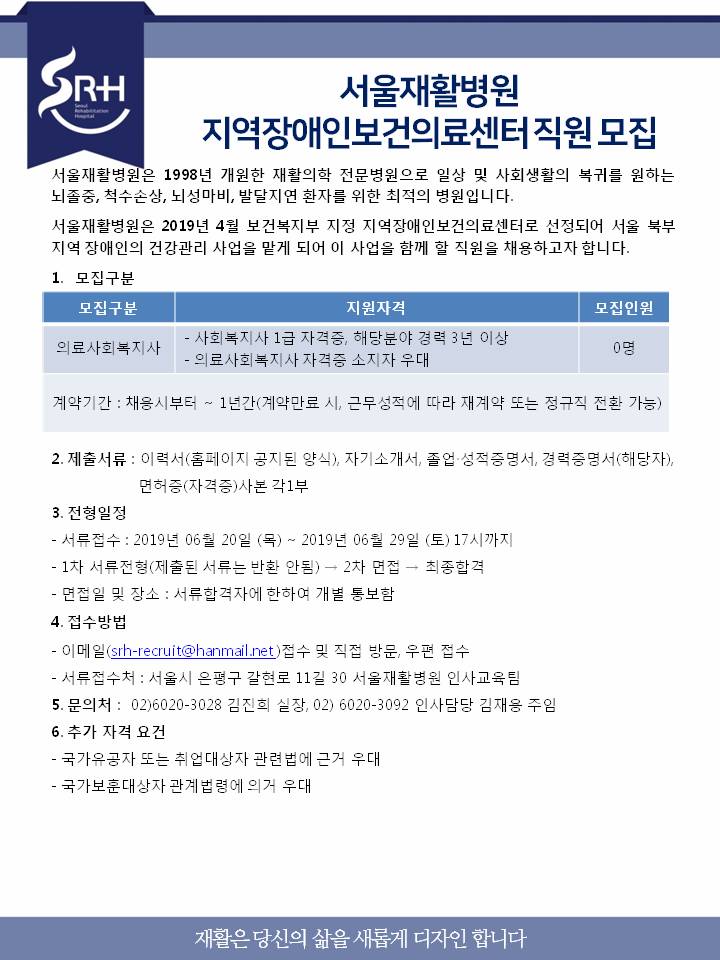 SRH
Seoul
Rehabilitation
Hospital
서울재활병원
지역장애인보건의료센터 직원 모집
서울재활병원은 1998년 개원한 재활의학 전문병원으로 일상 및 사회생활의 복귀를 원하는
뇌졸중, 척수손상, 뇌성마비, 발달지연 환자를 위한 최적의 병원입니다.
서울재활병원은 2019년 4월 보건복지부 지정 지역장애인보건의료센터로 선정되어 서울 북부
지역 장애인의 건강관리 사업을 맡게 되어 이 사업을 함께 할 직원을 채용하고자 합니다.
1. 모집구분
모집구분 지원자격 모집인원
의료사회복지사 - 사회복지사 1급 자격증, 해당분야 경력 3년 이상 0명
- 의료사회복지사 자격증 소지자 우대
계약기간 : 채용시부터 ~ 1년간(계약만료 시, 근무성적에 따라 재계약 또는 정규직 전환 가능)
2. 제출서류 : 이력서(홈페이지 공지된 양식), 자기소개서, 졸업·성적증명서, 경력증명서(해당자),
면허증(자격증)사본 각1부
3. 전형일정
- 서류접수 : 2019년 06월 20일 (목) ~ 2019년 06월 29일 (토) 17시까지
- 1차 서류전형(제출된 서류는 반환 안됨) → 2차 면접 → 최종합격
- 면접일 및 장소 : 서류합격자에 한하여 개별 통보함
4. 접수방법
- 이메일(srh-recruit@hanmail.net )접수 및 직접 방문, 우편 접수
- 서류접수처 : 서울시 은평구 갈현로 11길 30 서울재활병원 인사교육팀
5. 문의처 : 02)6020-3028 김진희 실장, 02) 6020-3092 인사담당 김재웅 주임
6. 추가 자격 요건
- 국가유공자 또는 취업대상자 관련법에 근거 우대
- 국가보훈대상자 관계법령에 의거 우대
재활은 당신의 삶을 새롭게 디자인 합니다